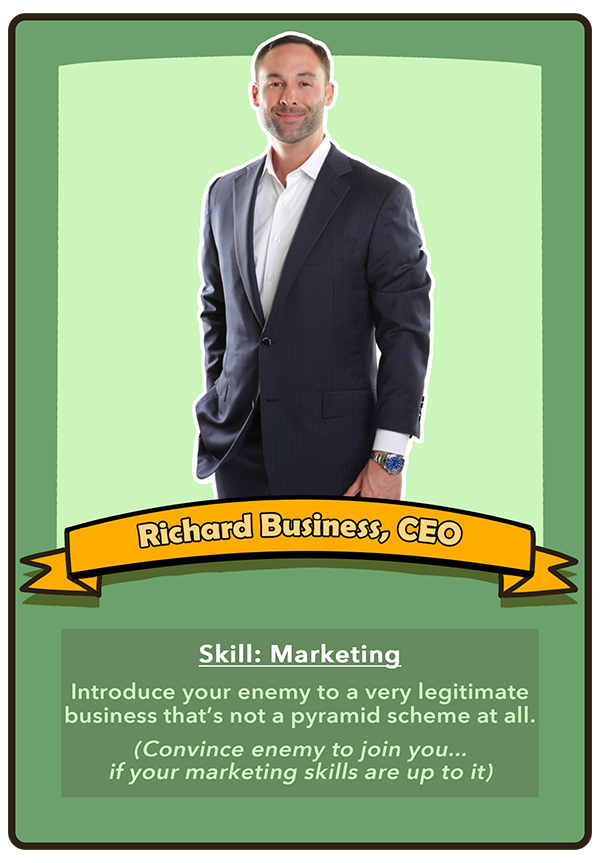 Richard Business, CEO
Skill: Marketing
Introduce your enemy to a very legitimate
business that's not a pyramid scheme at all.
(Convince enemy to join you...
if your marketing skills are up to it)